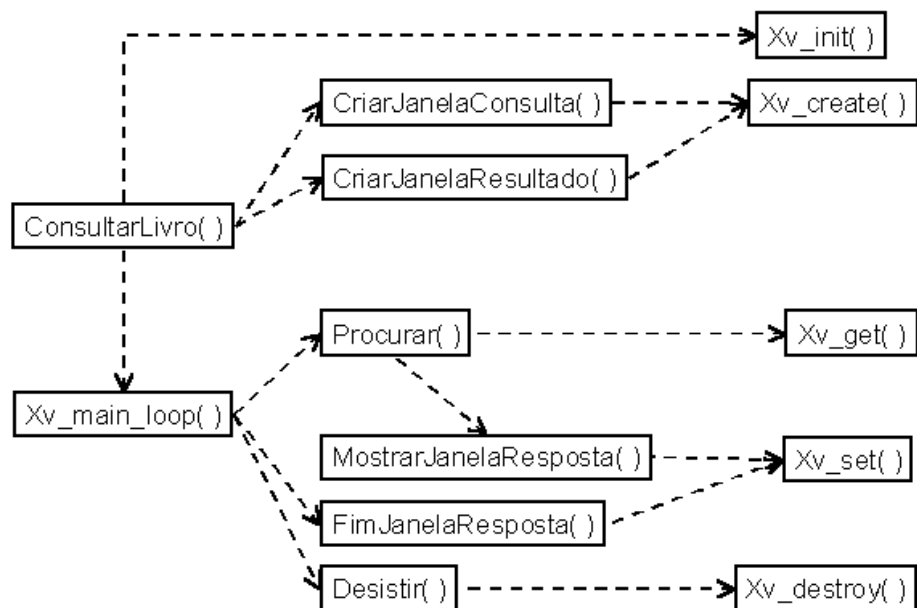 Xv_init( )
CriarJanelaConsulta( )
Xv_create( )
CriarJanelaResultado( )
ConsultarLivro( )
Procurar( )
Xv_get( )
Xv_main_loop( )
MostrarJanelaResposta( )
Xv_set( )
FimJanelaResposta( )
Desistir( )
Xv_destroy( )